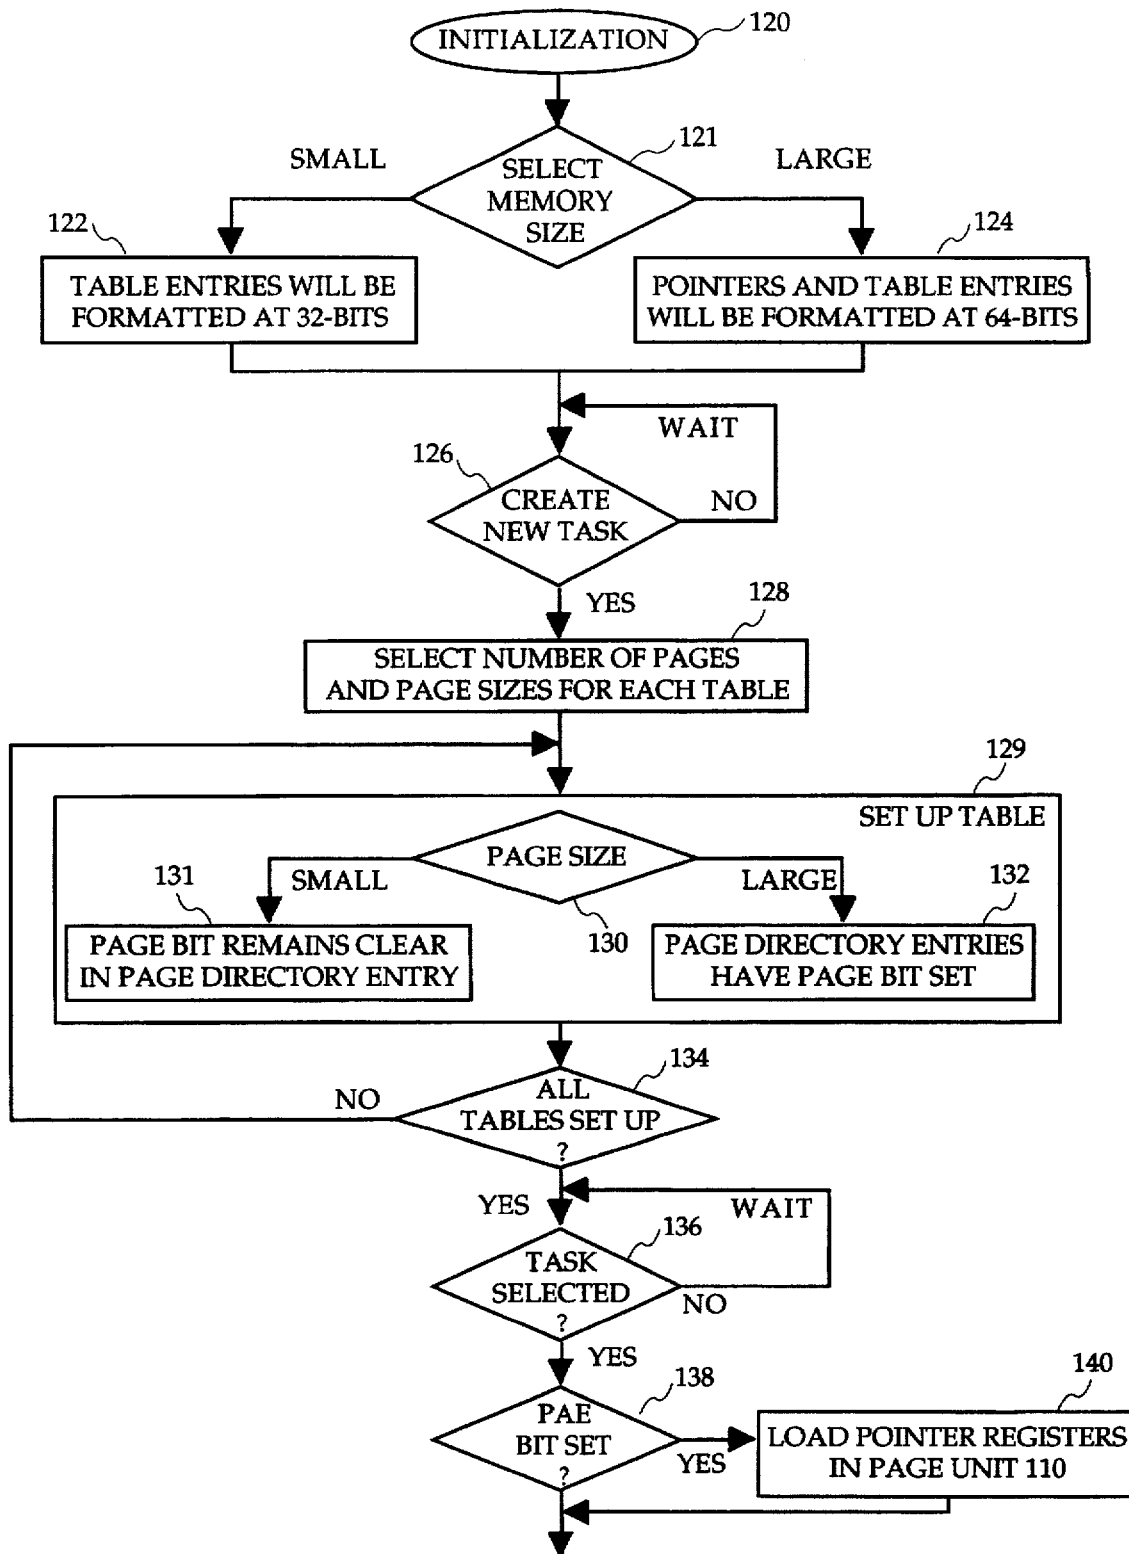 INITIALIZATION
120
SMALL
121
LARGE
SELECT
MEMORY
SIZE
122
124
TABLE ENTRIES WILL BE
FORMATTED AT 32-BITS
POINTERS AND TABLE ENTRIES
WILL BE FORMATTED AT 64-BITS
WAIT
126
CREATE
NEW TASK
NO
YES
128
SELECT NUMBER OF PAGES
AND PAGE SIZES FOR EACH TABLE
129
SET UP TABLE
PAGE SIZE
131
SMALL
LARGE
132
130
PAGE BIT REMAINS CLEAR
IN PAGE DIRECTORY ENTRY
PAGE DIRECTORY ENTRIES
HAVE PAGE BIT SET
134
NO
ALL
TABLES SET UP
?
YES
WAIT
136
TASK
SELECTED
?
NO
YES
138
140
PAE
BIT SET
?
YES
LOAD POINTER REGISTERS
IN PAGE UNIT 110